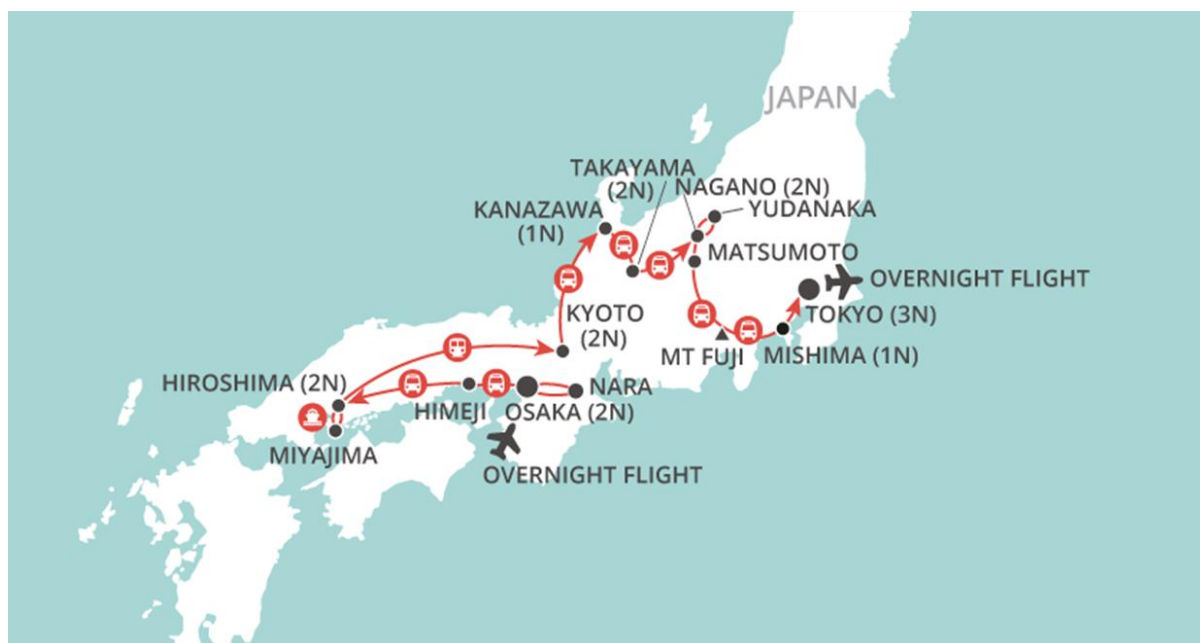 JAPAN
TAKAYAMA
(2N)
NAGANO (2N)
YUDANAKA
KANAZAWA
(1N)
MATSUMOTO
OVERNIGHT FLIGHT
TOKYO (3N)
KYOTO
(2N)
MT FUJI
MISHIMA (1N)
HIROSHIMA (2N)
NARA
HIMEJI
OSAKA (2N)
MIYAJIMA
OVERNIGHT FLIGHT